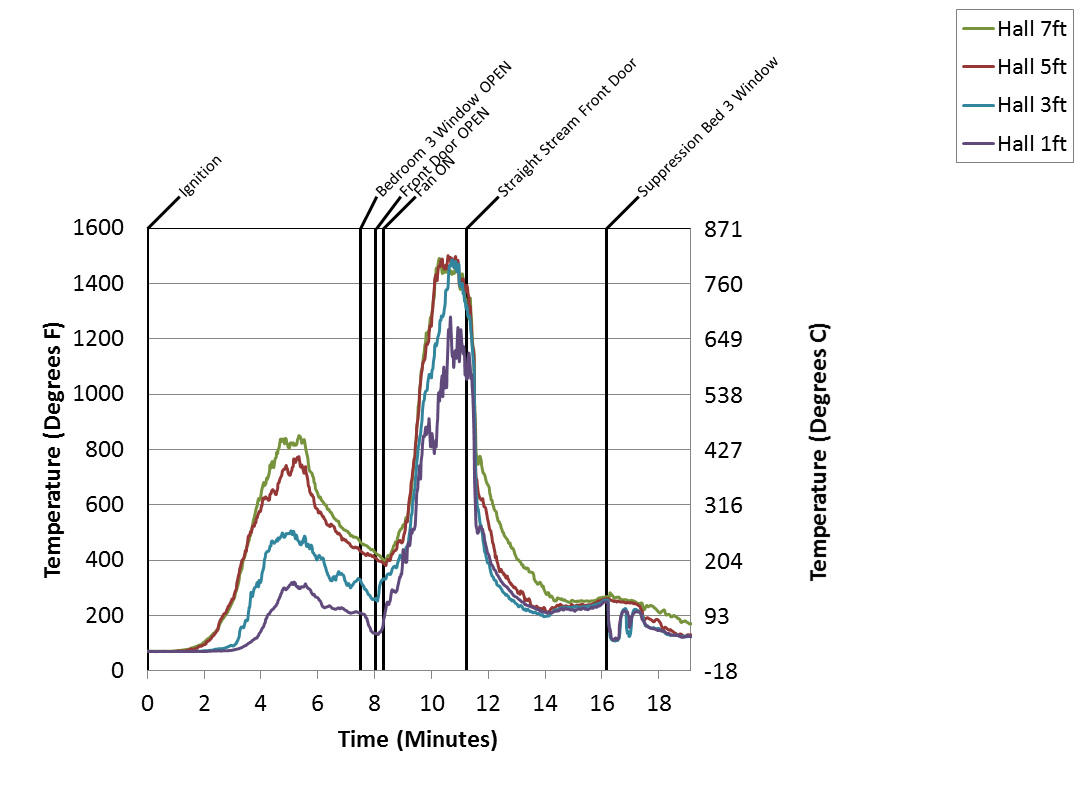 Hall 7ft
Hall 5ft
Hall 3ft
Hall 1ft
Ignition
Bedroom 3 Window OPEN
Front Door OPEN
Fan ON
Straight Stream Front Door
Suppression Bed 3 Window
Temperature (Degrees F)
1600
1400
1200
1000
800
600
400
200
0
871
760
649
538
427
316
204
93
-18
Temperature (Degrees C)
0 2 4 6 8 10 12 14 16 18
Time (Minutes)